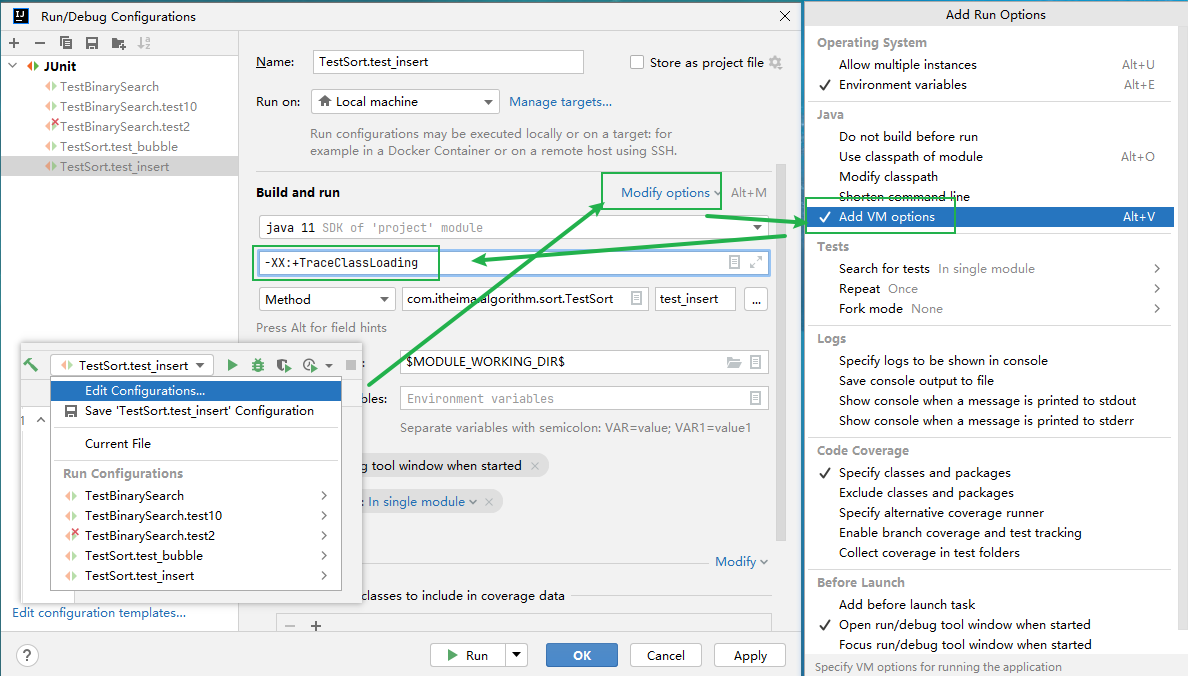 Run/Debug Configurations
JUnit
TestBinarySearch
TestBinarySearch.test10
TestBinarySearch.test2
TestSort.test_bubble
TestSort.test_insert
Edit configuration templates...
Name:
TestSort.test_insert
Store as project file
Run on:
Local machine
Manage targets...
Run configurations may be executed locally or on a target: for
example in a Docker Container or on a remote host using SSH.
Build and run
Modify options
Alt+M
java 11 SDK of 'project' module
-XX:+TraceClassLoading
Method
com.itheima.algorithm.sort.TestSort
test_insert
...
Press Alt for field hints
$MODULE_WORKING_DIR$
Environment variables
Separate variables with semicolon: VAR=value; VAR1=value1
tool window when started
In single module
Modify
classes to include in coverage data
TestSort.test_insert
Edit Configurations...
Save 'TestSort.test_insert' Configuration
1
Current File
Run Configurations
TestBinarySearch
TestBinarySearch.test10
TestBinarySearch.test2
TestSort.test_bubble
TestSort.test_insert
?
Run
OK
Cancel
Apply
Add Run Options
Operating System
Allow multiple instances Alt+U
Environment variables Alt+E
Java
Do not build before run
Use classpath of module Alt+O
Modify classpath
Shorten command line
Add VM options Alt+V
Tests
Search for tests In single module
Repeat Once
Fork mode None
Logs
Specify logs to be shown in console
Save console output to file
Show console when a message is printed to stdout
Show console when a message is printed to stderr
Code Coverage
Specify classes and packages
Exclude classes and packages
Specify alternative coverage runner
Enable branch coverage and test tracking
Collect coverage in test folders
Before Launch
Add before launch task
Open run/debug tool window when started
Focus run/debug tool window when started
Specify VM options for running the application